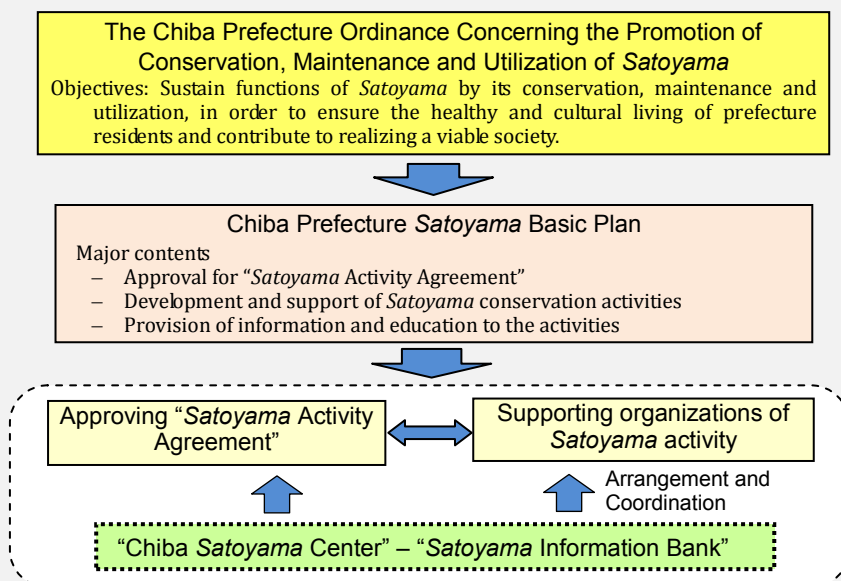 The Chiba Prefecture Ordinance Concerning the Promotion of
Conservation, Maintenance and Utilization of Satoyama
Objectives: Sustain functions of Satoyama by its conservation, maintenance and
utilization, in order to ensure the healthy and cultural living of prefecture
residents and contribute to realizing a viable society.
Chiba Prefecture Satoyama Basic Plan
Major contents
– Approval for “Satoyama Activity Agreement”
– Development and support of Satoyama conservation activities
– Provision of information and education to the activities
Approving “Satoyama Activity
Agreement”
Supporting organizations of
Satoyama activity
Arrangement and
Coordination
“Chiba Satoyama Center” – “Satoyama Information Bank”